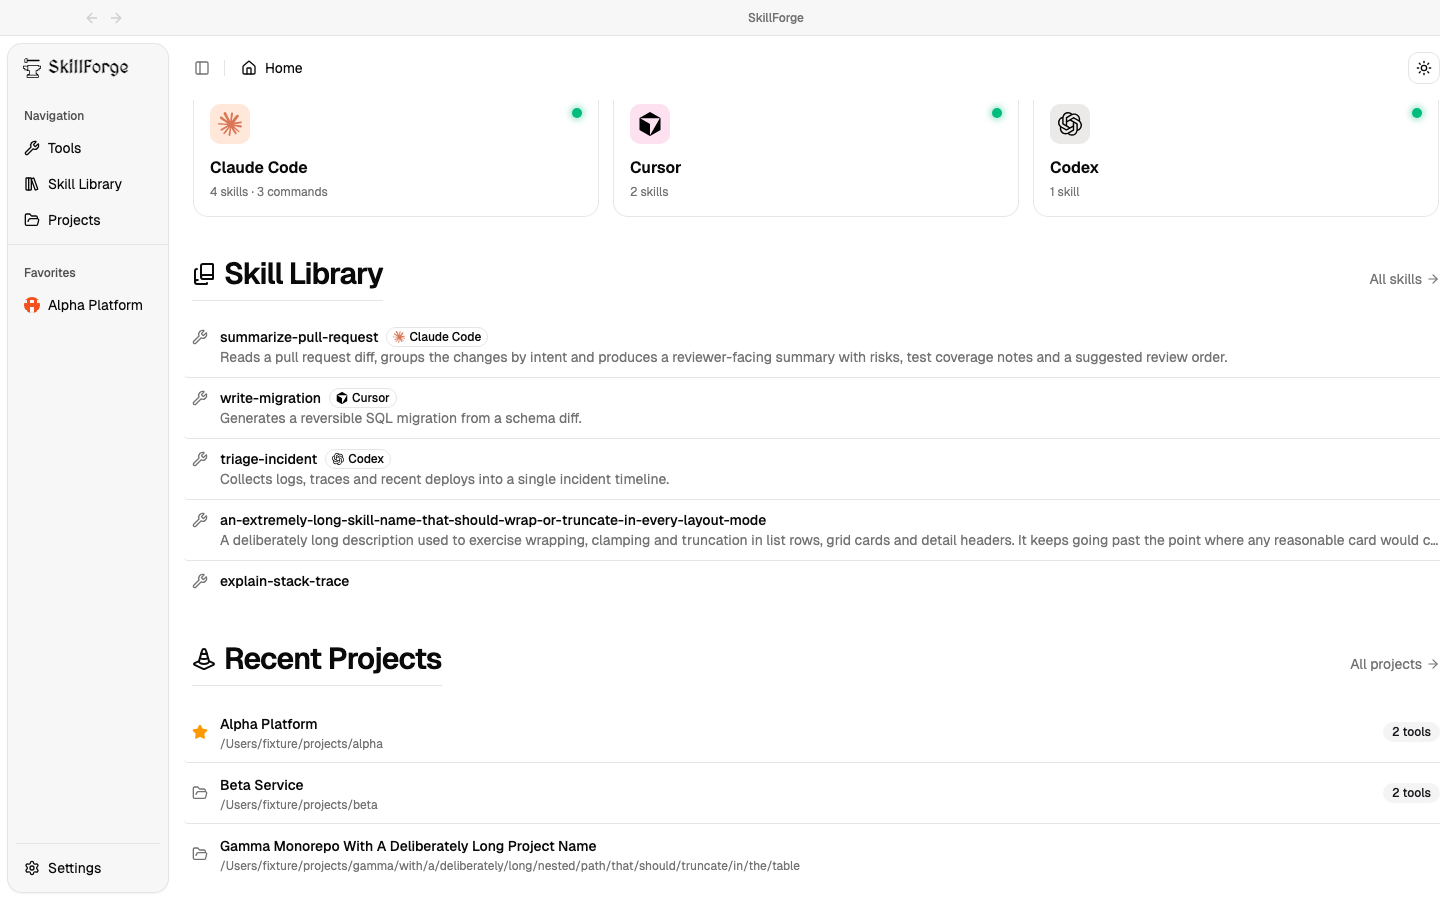 SkillForge
SkillForge
Home
Navigation
Tools
Skill Library
Projects
Favorites
Alpha Platform
Settings
Claude Code
4 skills · 3 commands
Cursor
2 skills
Codex
1 skill
Skill Library
All skills
summarize-pull-request Claude Code
Reads a pull request diff, groups the changes by intent and produces a reviewer-facing summary with risks, test coverage notes and a suggested review order.
write-migration Cursor
Generates a reversible SQL migration from a schema diff.
triage-incident Codex
Collects logs, traces and recent deploys into a single incident timeline.
an-extremely-long-skill-name-that-should-wrap-or-truncate-in-every-layout-mode
A deliberately long description used to exercise wrapping, clamping and truncation in list rows, grid cards and detail headers. It keeps going past the point where any reasonable card would c...
explain-stack-trace
Recent Projects
All projects
Alpha Platform
/Users/fixture/projects/alpha
2 tools
Beta Service
/Users/fixture/projects/beta
2 tools
Gamma Monorepo With A Deliberately Long Project Name
/Users/fixture/projects/gamma/with/a/deliberately/long/nested/path/that/should/truncate/in/the/table